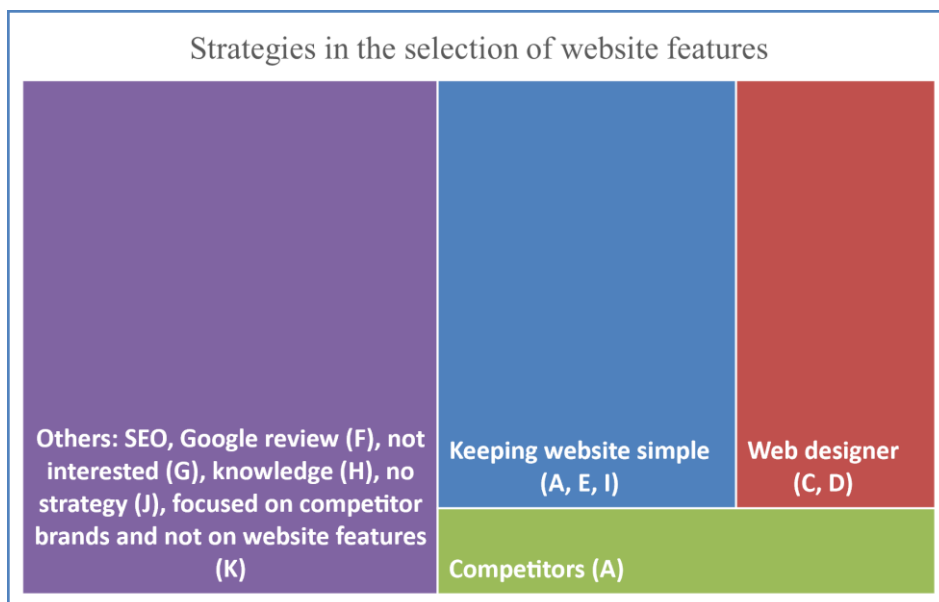 Strategies in the selection of website features
Others: SEO, Google review (F), not
interested (G), knowledge (H), no
strategy (J), focused on competitor
brands and not on website features
(K)
Keeping website simple
(A, E, I)
Web designer
(C, D)
Competitors (A)